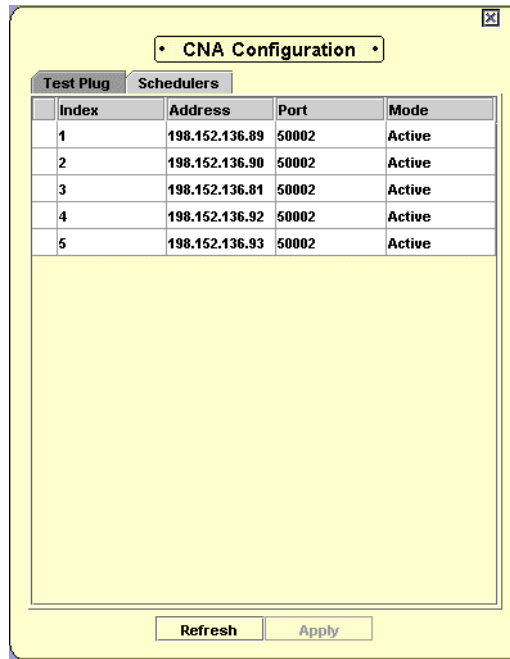 • CNA Configuration •
Test Plug Schedulers
Index Address Port Mode
1 198.152.136.89 50002 Active
2 198.152.136.90 50002 Active
3 198.152.136.81 50002 Active
4 198.152.136.92 50002 Active
5 198.152.136.93 50002 Active
Refresh Apply